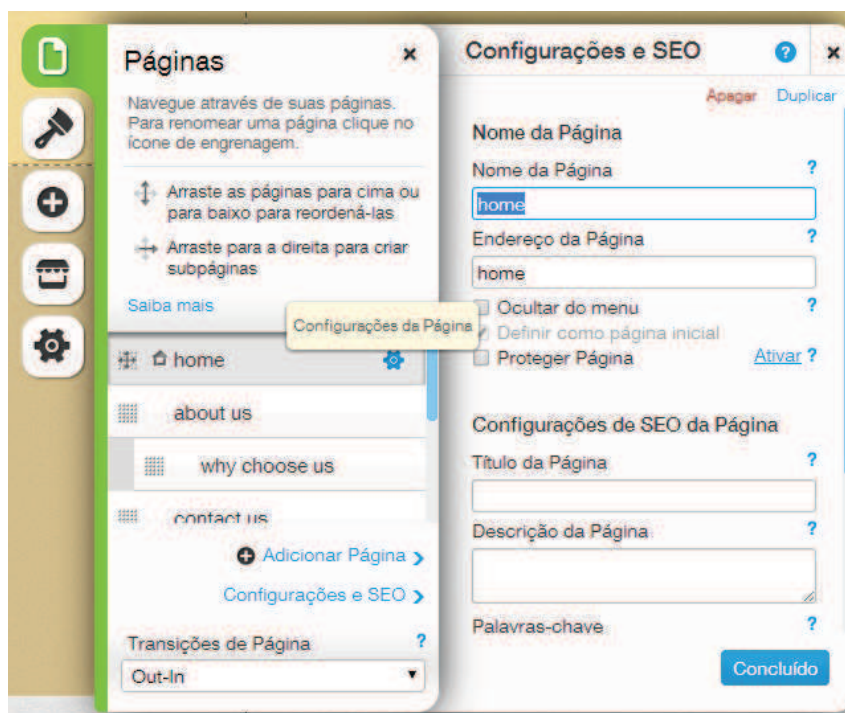 Páginas
Navegue através de suas páginas.
Para renomear uma página clique no
ícone de engrenagem.
Arraste as páginas para cima ou
para baixo para reordená-las
Arraste para a direita para criar
subpáginas
Saiba mais
Configurações da Página
home
about us
why choose us
contact us
Adicionar Página
Configurações e SEO
Transições de Página ?
Out-In
Configurações e SEO ?
Apagar Duplicar
Nome da Página
Nome da Página ?
home
Endereço da Página ?
home
Ocultar do menu ?
Definir como página inicial
Proteger Página Ativar ?
Configurações de SEO da Página
Título da Página ?
Descrição da Página ?
Palavras-chave ?
Concluído